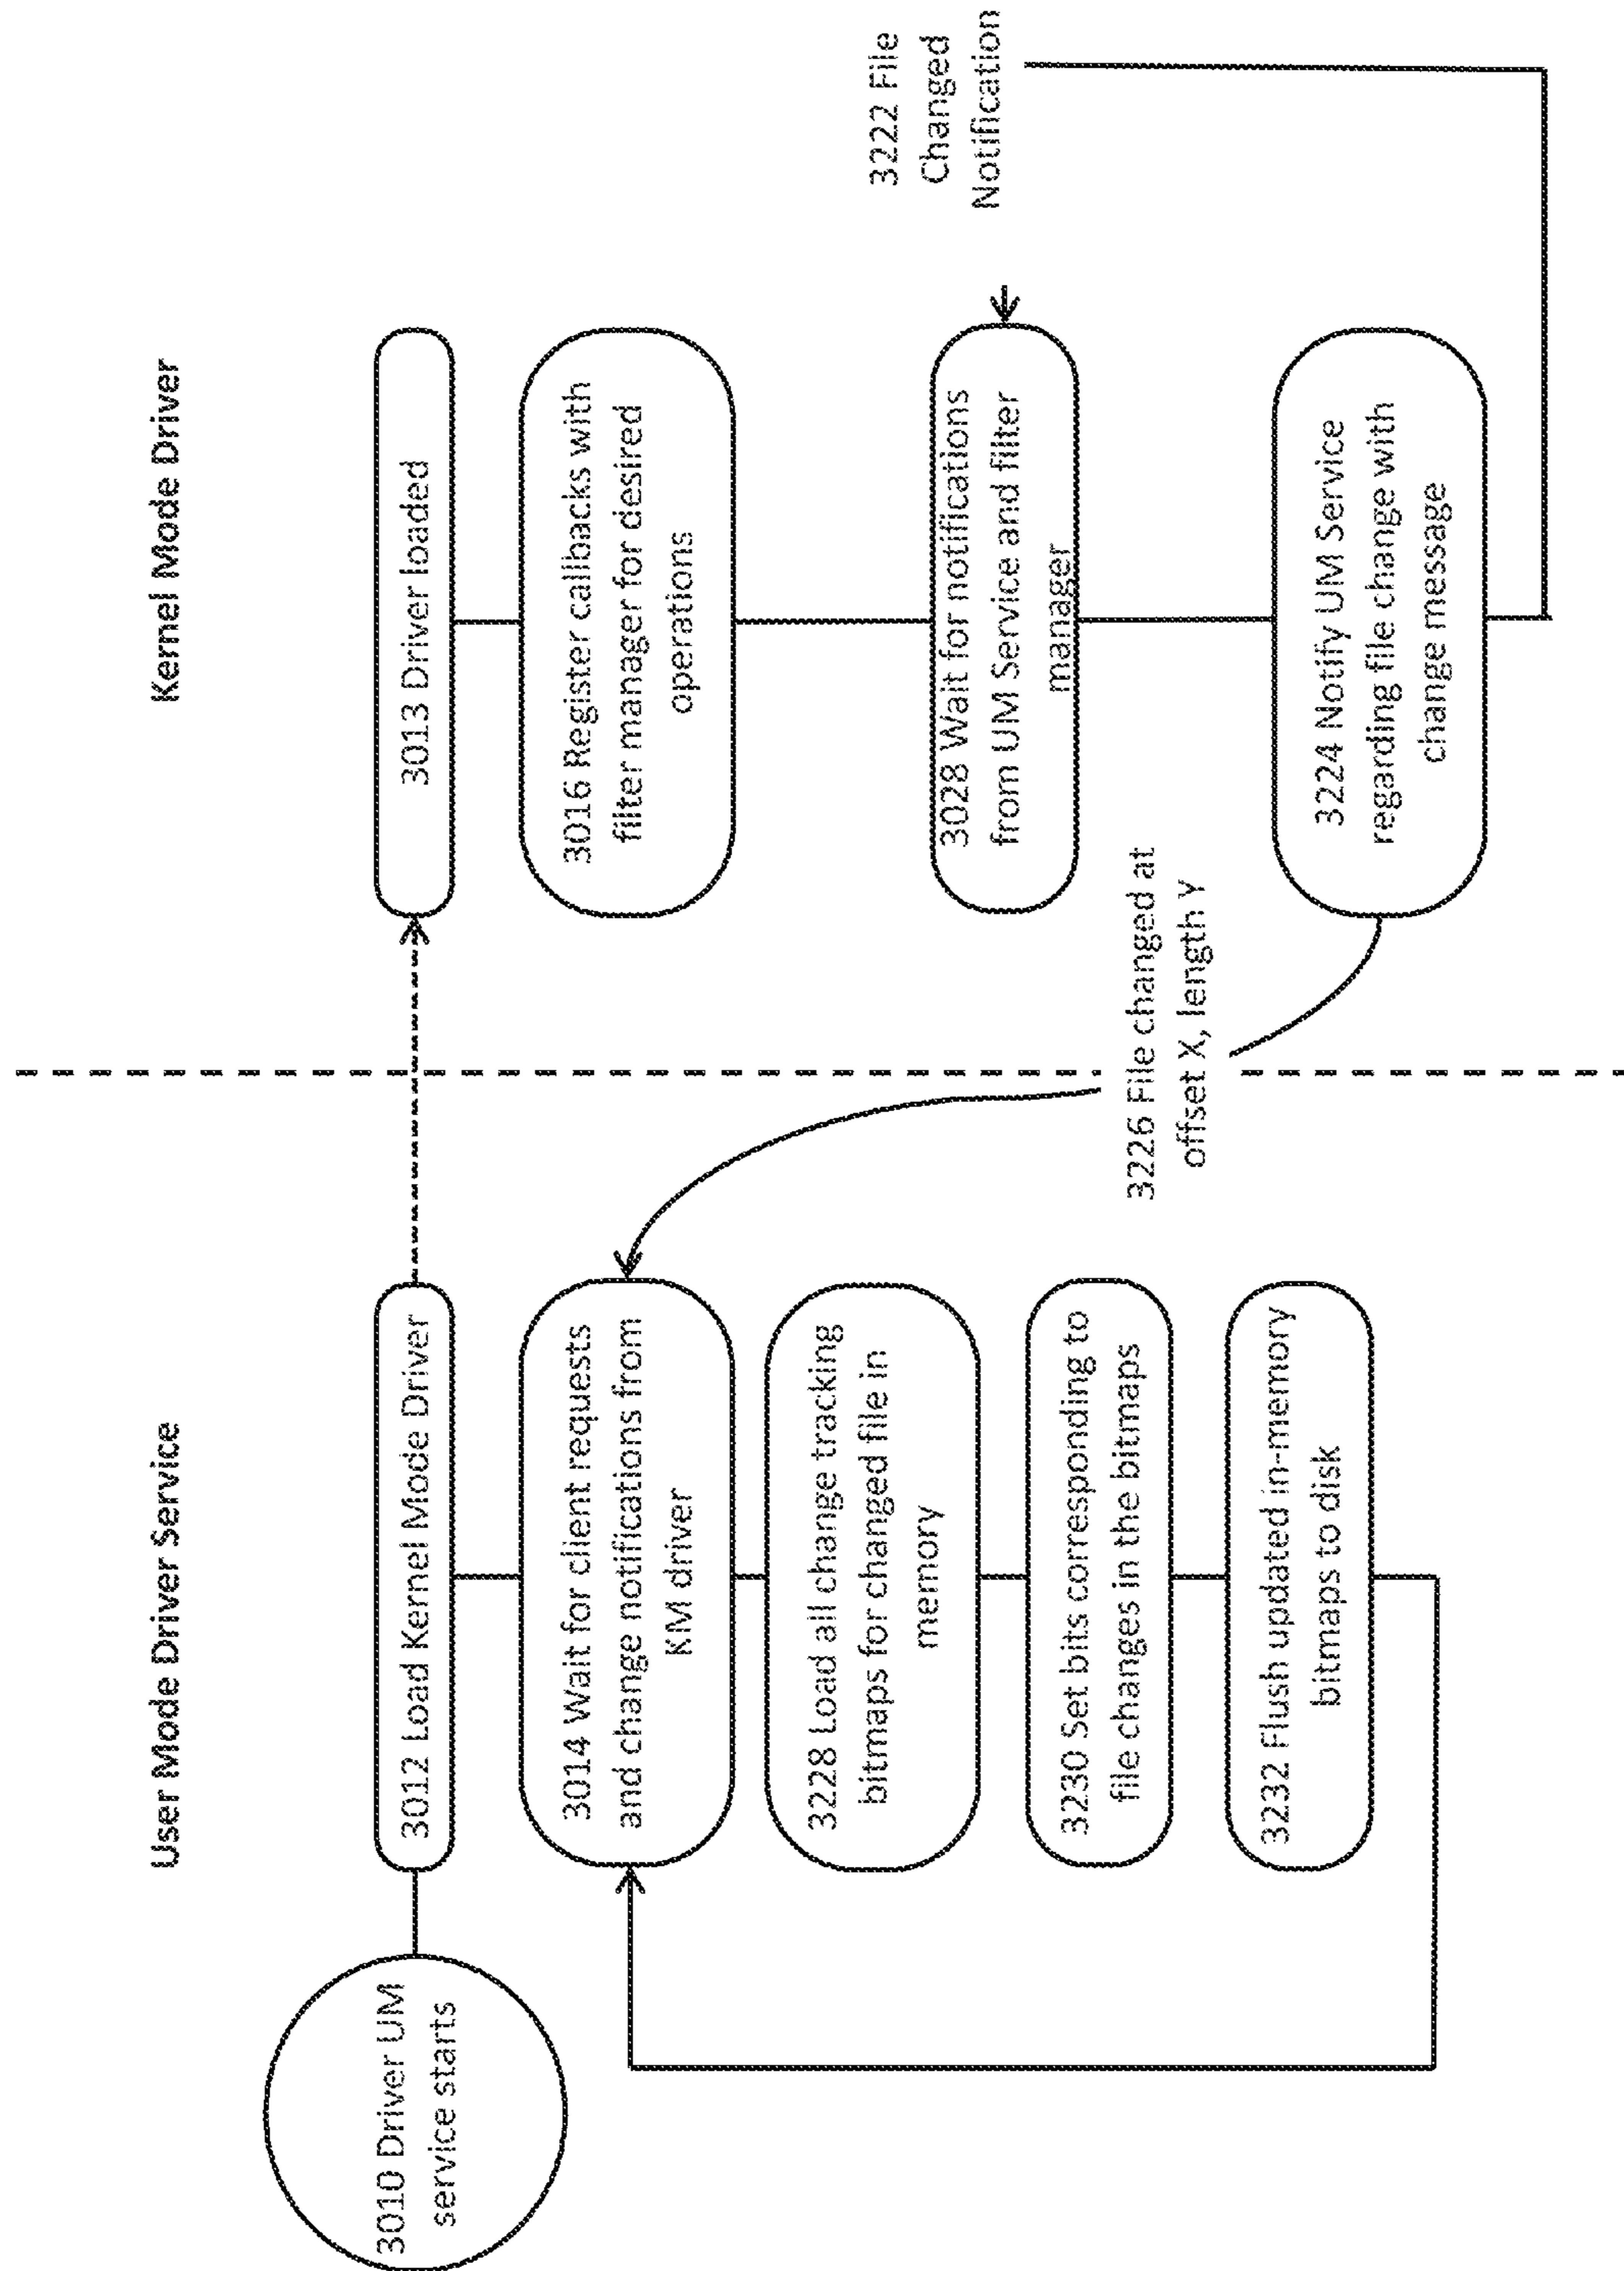 User Mode Driver Service
Kernel Mode Driver
3010 Driver UM
service starts
3012 Load Kernel Mode Driver
3013 Driver loaded
3014 Wait for client requests
and change notifications from
KM driver
3016 Register callbacks with
filter manager for desired
operations
3228 Load all change tracking
bitmaps for changed file in
memory
3028 Wait for notifications
from UM Service and filter
manager
3222 File
Changed
Notification
3230 Set bits corresponding to
file changes in the bitmaps
3226 File changed at
offset X, length Y
3232 Flush updated in-memory
bitmaps to disk
3224 Notify UM Service
regarding file change with
change message